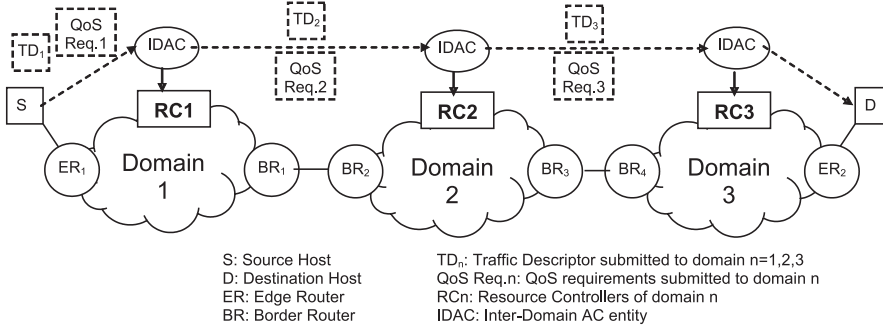 TD1
QoS
Req.1
IDAC
TD2
QoS
Req.2
IDAC
TD3
QoS
Req.3
IDAC
S
RC1
RC2
RC3
D
ER1
Domain
1
BR1
BR2
Domain
2
BR3
BR4
Domain
3
ER2
S: Source Host
D: Destination Host
ER: Edge Router
BR: Border Router
TDn: Traffic Descriptor submitted to domain n=1,2,3
QoS Req.n: QoS requirements submitted to domain n
RCn: Resource Controllers of domain n
IDAC: Inter-Domain AC entity